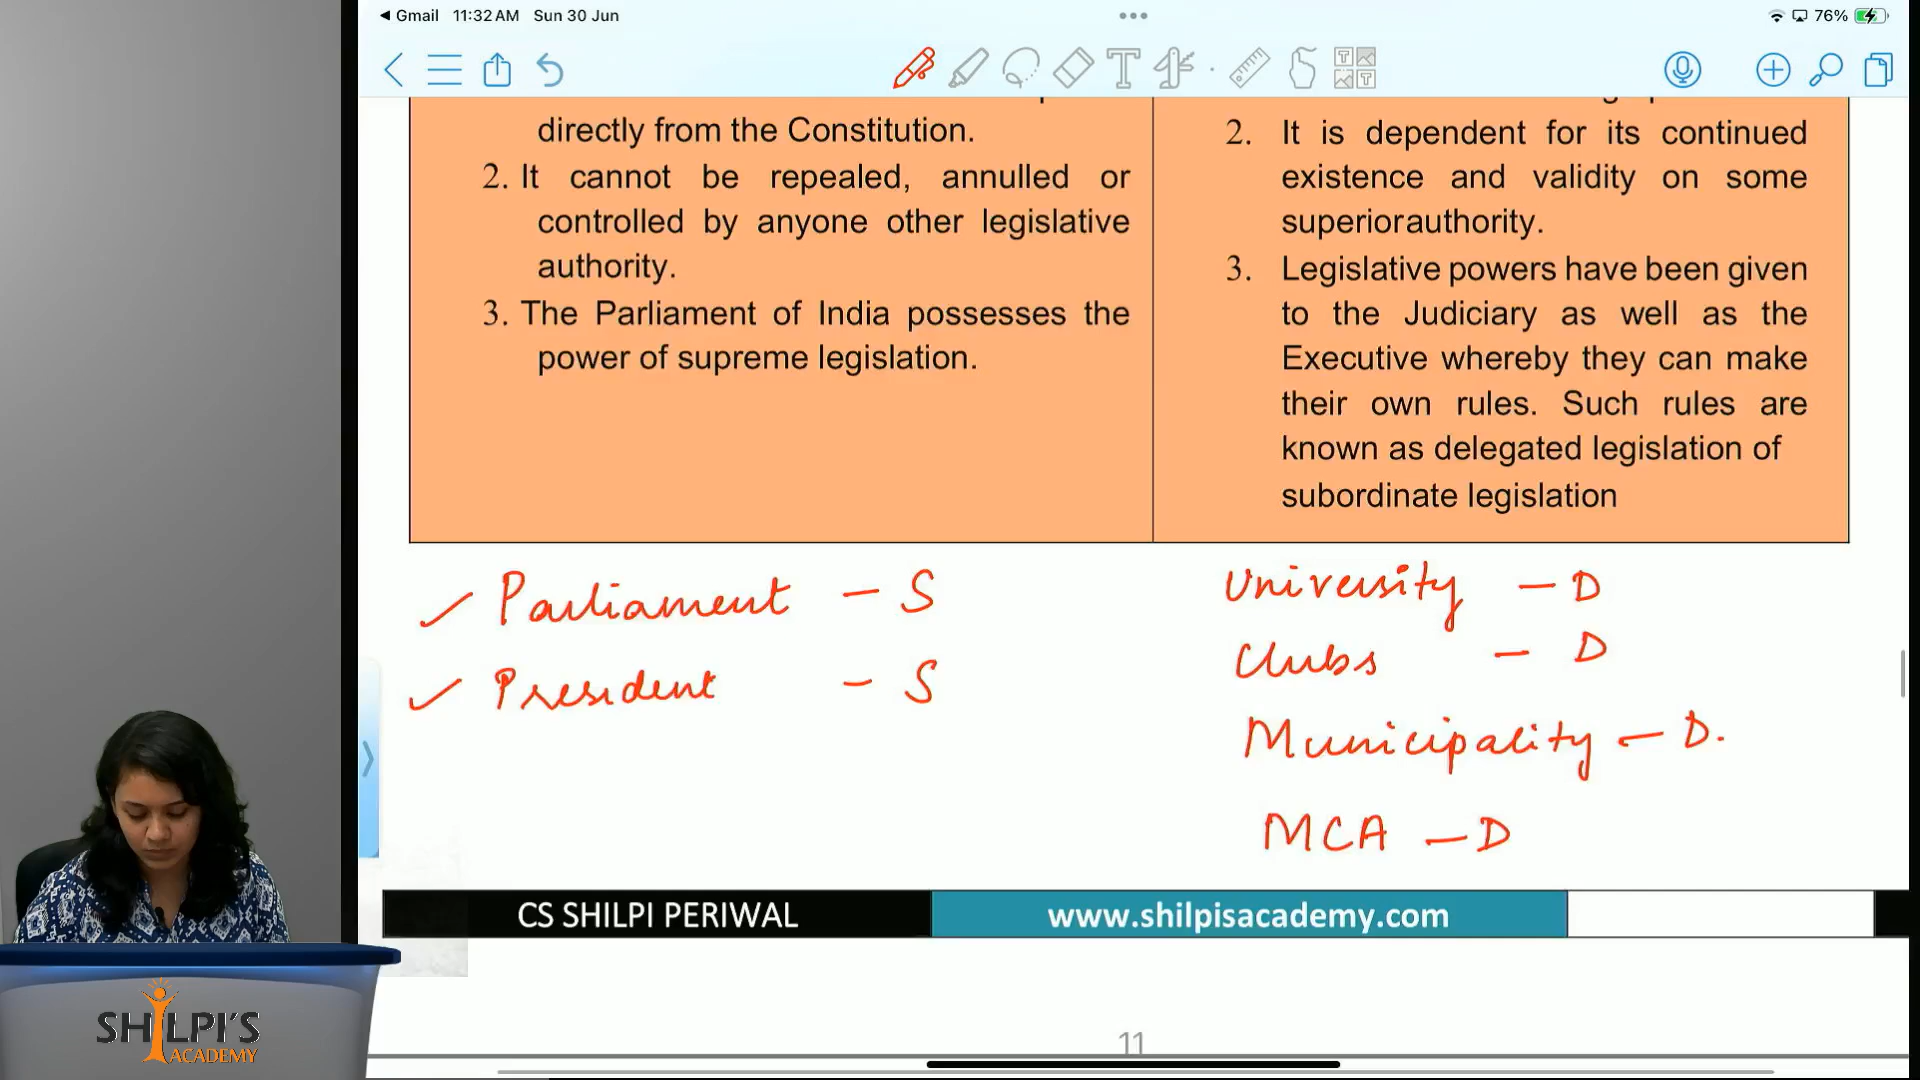 Gmail 11:32 AM Sun 30 Jun
76%
directly from the Constitution.
2. It cannot be repealed, annulled or
controlled by anyone other legislative
authority.
3. The Parliament of India possesses the
power of supreme legislation.
2. It is dependent for its continued
existence and validity on some
superiorauthority.
3. Legislative powers have been given
to the Judiciary as well as the
Executive whereby they can make
their own rules. Such rules are
known as delegated legislation of
subordinate legislation
Parliament – S
President – S
University – D
Clubs – D
Municipality – D.
MCA – D
CS SHILPI PERIWAL
www.shilpisacademy.com
SHILPI'S
ACADEMY
11